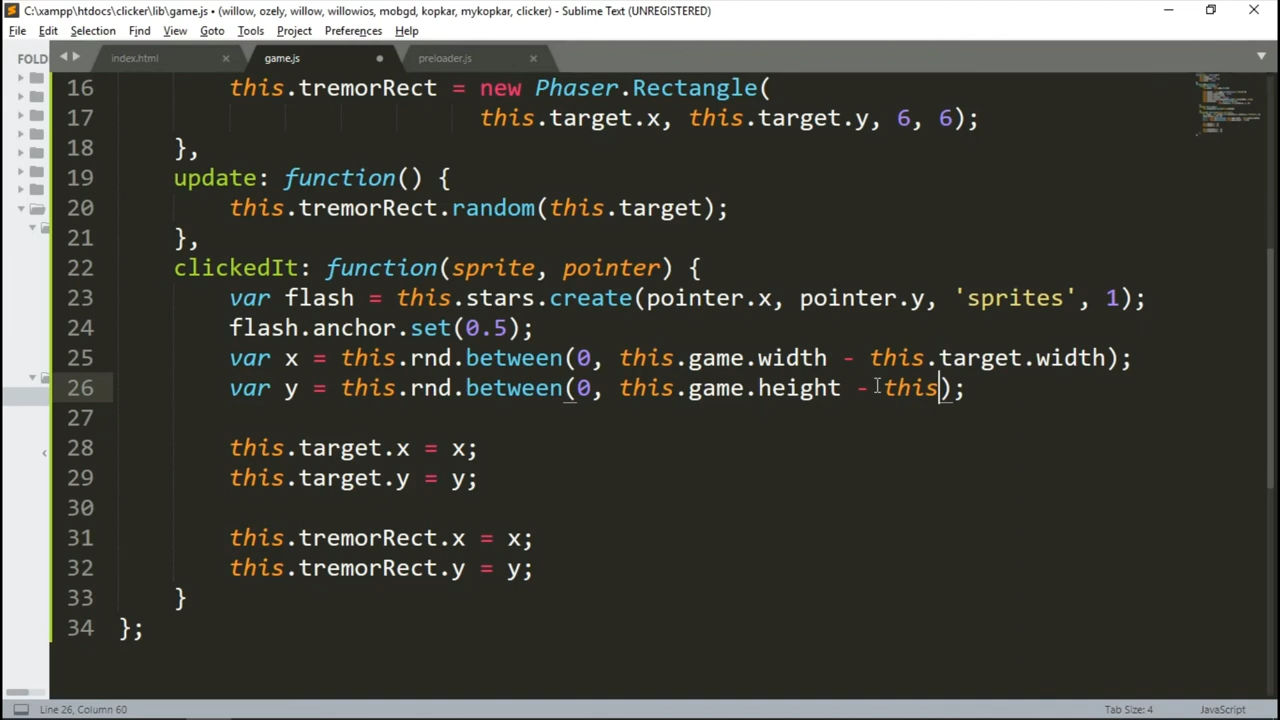 C:\xampp\htdocs\clicker\lib\game.js • (willow, ozely, willow, willowios, mobgd, kopkar, mykopkar, clicker) - Sublime Text (UNREGISTERED)
File Edit Selection Find View Goto Tools Project Preferences Help
FOLD index.html game.js preloader.js
16 this.tremorRect = new Phaser.Rectangle(
17 this.target.x, this.target.y, 6, 6);
18 },
19 update: function() {
20 this.tremorRect.random(this.target);
21 },
22 clickedIt: function(sprite, pointer) {
23 var flash = this.stars.create(pointer.x, pointer.y, 'sprites', 1);
24 flash.anchor.set(0.5);
25 var x = this.rnd.between(0, this.game.width - this.target.width);
26 var y = this.rnd.between(0, this.game.height - this);
27
28 this.target.x = x;
29 this.target.y = y;
30
31 this.tremorRect.x = x;
32 this.tremorRect.y = y;
33 }
34 };
Line 26, Column 60 Tab Size: 4 JavaScript